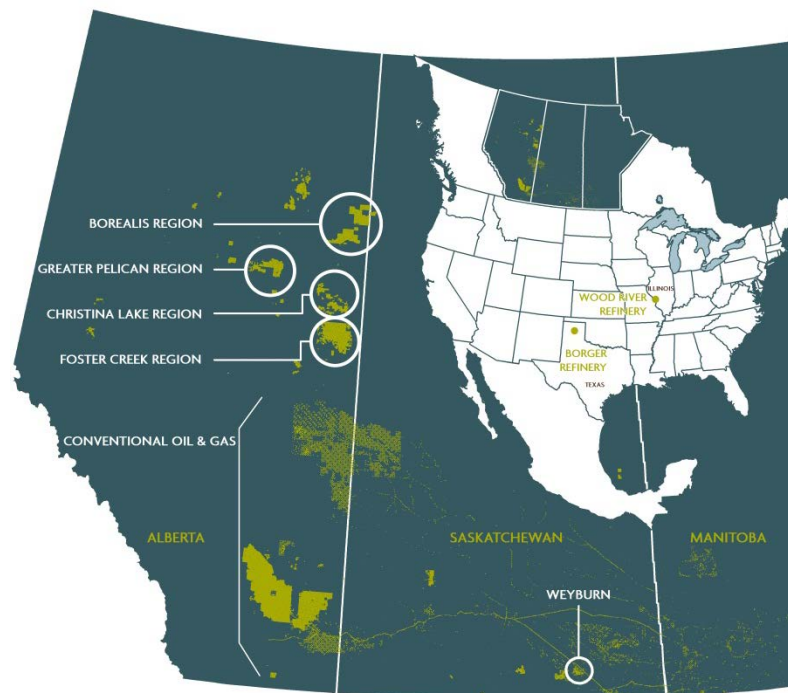 BOREALIS REGION
GREATER PELICAN REGION
CHRISTINA LAKE REGION
FOSTER CREEK REGION
CONVENTIONAL OIL & GAS
ALBERTA
SASKATCHEWAN
MANITOBA
WEYBURN
ILLINOIS
WOOD RIVER
REFINERY
BORGER
REFINERY
TEXAS